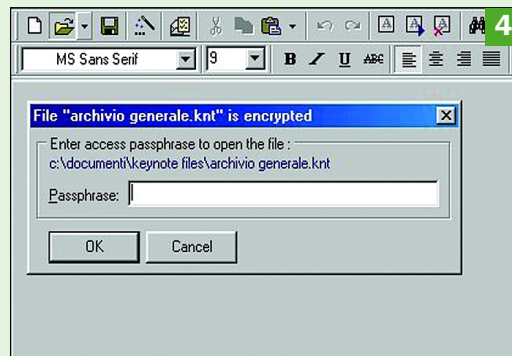 4
MS Sans Serif 9 B I U ABC
File "archivio generale.knt" is encrypted
Enter access passphrase to open the file :
c:\documenti\keynote files\archivio generale.knt
Passphrase:
OK Cancel